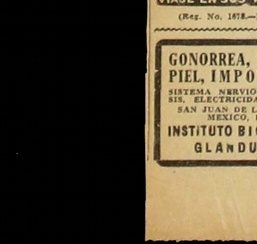 (Reg. No. 1678.—
GONORREA,
PIEL, IMPO
SISTEMA NERVIO
SIS, ELECTRICIDA
SAN JUAN DE L
MEXICO,
INSTITUTO BI
GLANDU